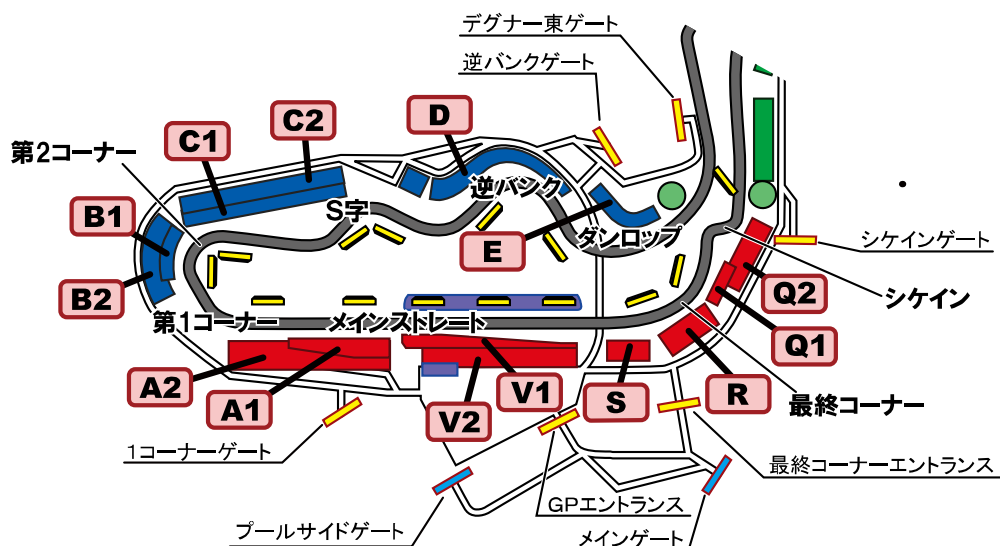 デグナー東ゲート
逆バンクゲート
D
C2
C1
第2コーナー
逆バンク
S字
B1
E
ダンロップ
シケインゲート
B2
Q2
シケイン
第1コーナー
メインストレート
Q1
A2
A1
V1
V2
S
R
最終コーナー
1コーナーゲート
最終コーナーエントランス
GPエントランス
プールサイドゲート
メインゲート